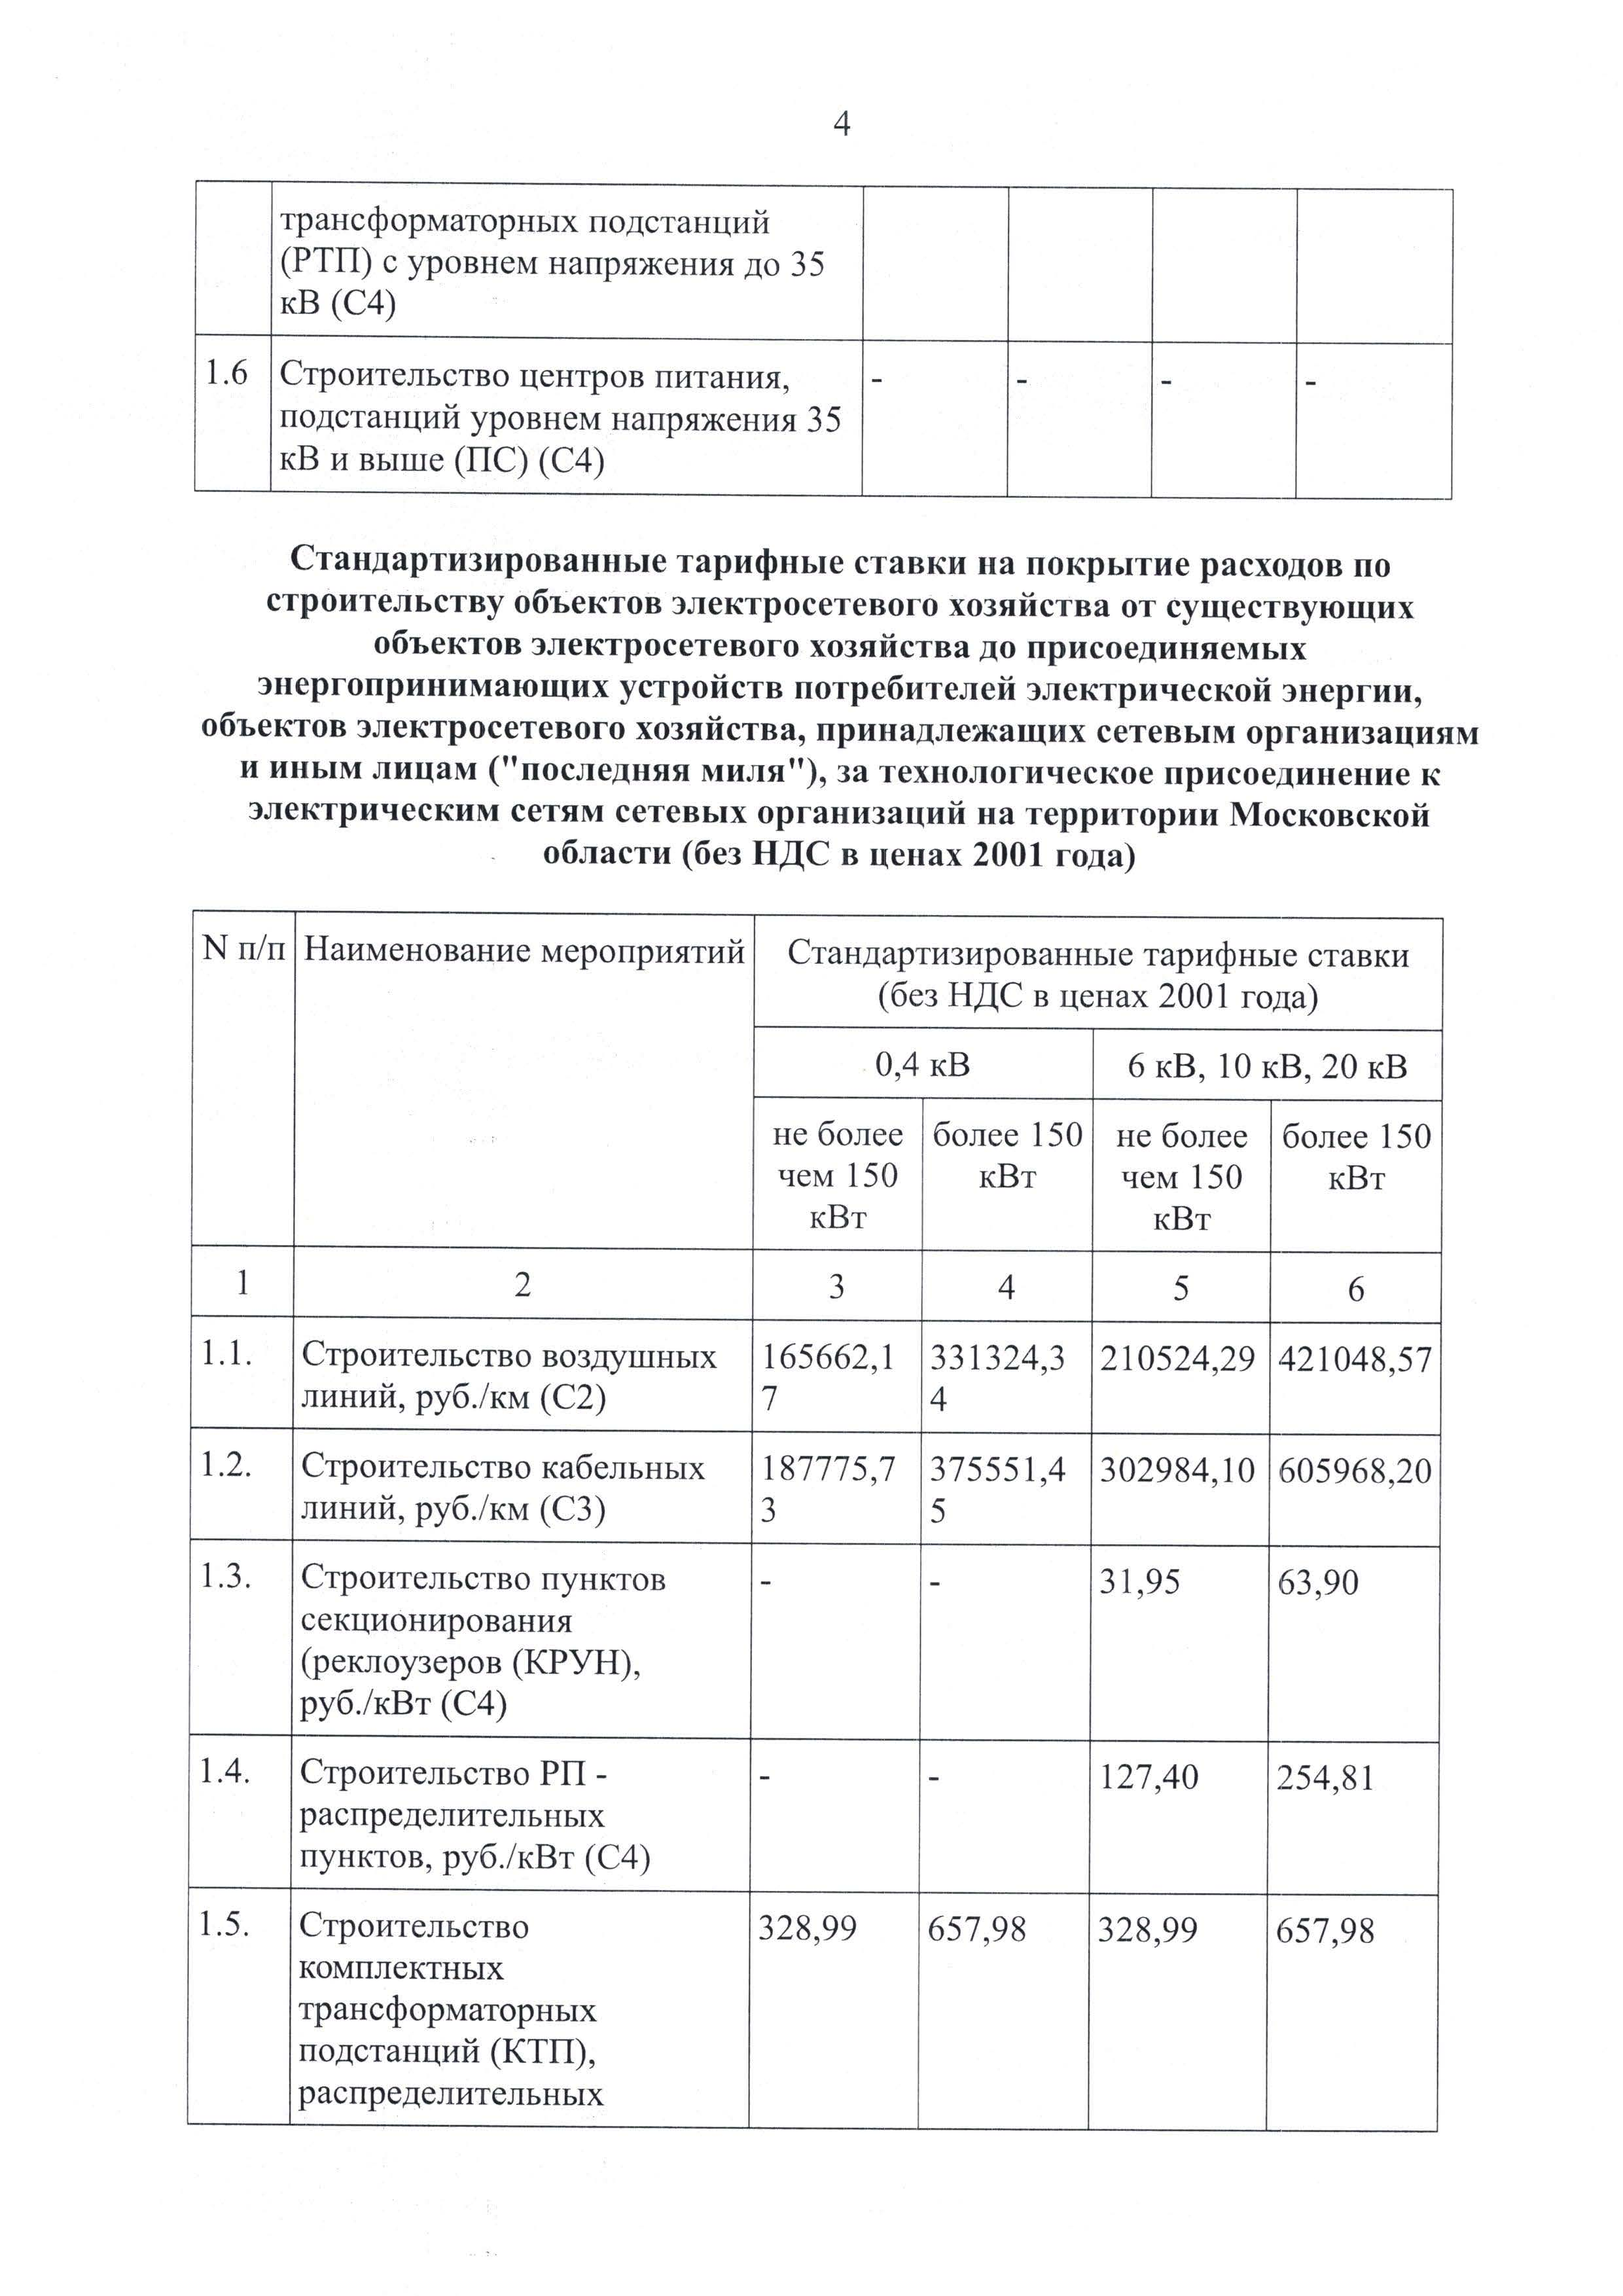 4
трансформаторных подстанций
(РТП) с уровнем напряжения до 35
кВ (С4)
1.6 Строительство центров питания, - - - -
подстанций уровнем напряжения 35
кВ и выше (ПС) (С4)
Стандартизированные тарифные ставки на покрытие расходов по
строительству объектов электросетевого хозяйства от существующих
объектов электросетевого хозяйства до присоединяемых
энергопринимающих устройств потребителей электрической энергии,
объектов электросетевого хозяйства, принадлежащих сетевым организациям
и иным лицам ("последняя миля"), за технологическое присоединение к
электрическим сетям сетевых организаций на территории Московской
области (без НДС в ценах 2001 года)
N п/п Наименование мероприятий Стандартизированные тарифные ставки
(без НДС в ценах 2001 года)
0,4 кВ 6 кВ, 10 кВ, 20 кВ
не более более 150 не более более 150
чем 150 кВт чем 150 кВт
кВт кВт
1 2 3 4 5 6
1.1. Строительство воздушных 165662,1 331324,3 210524,29 421048,57
линий, руб./км (С2) 7 4
1.2. Строительство кабельных 187775,7 375551,4 302984,10 605968,20
линий, руб./км (С3) 3 5
1.3. Строительство пунктов - - 31,95 63,90
секционирования
(реклоузеров (КРУН),
руб./кВт (С4)
1.4. Строительство РП - - - 127,40 254,81
распределительных
пунктов, руб./кВт (С4)
1.5. Строительство 328,99 657,98 328,99 657,98
комплектных
трансформаторных
подстанций (КТП),
распределительных